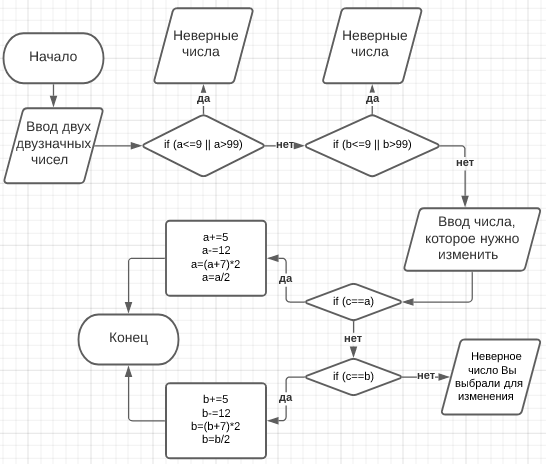 Начало
Неверные
числа
Неверные
числа
да
да
Ввод двух
двузначных
чисел
if (a<=9 || a>99)
нет
if (b<=9 || b>99)
нет
Ввод числа,
которое нужно
изменить
a+=5
a-=12
a=(a+7)*2
a=a/2
да
if (c==a)
нет
Конец
if (c==b)
нет
Неверное
число Вы
выбрали для
изменения
да
b+=5
b-=12
b=(b+7)*2
b=b/2